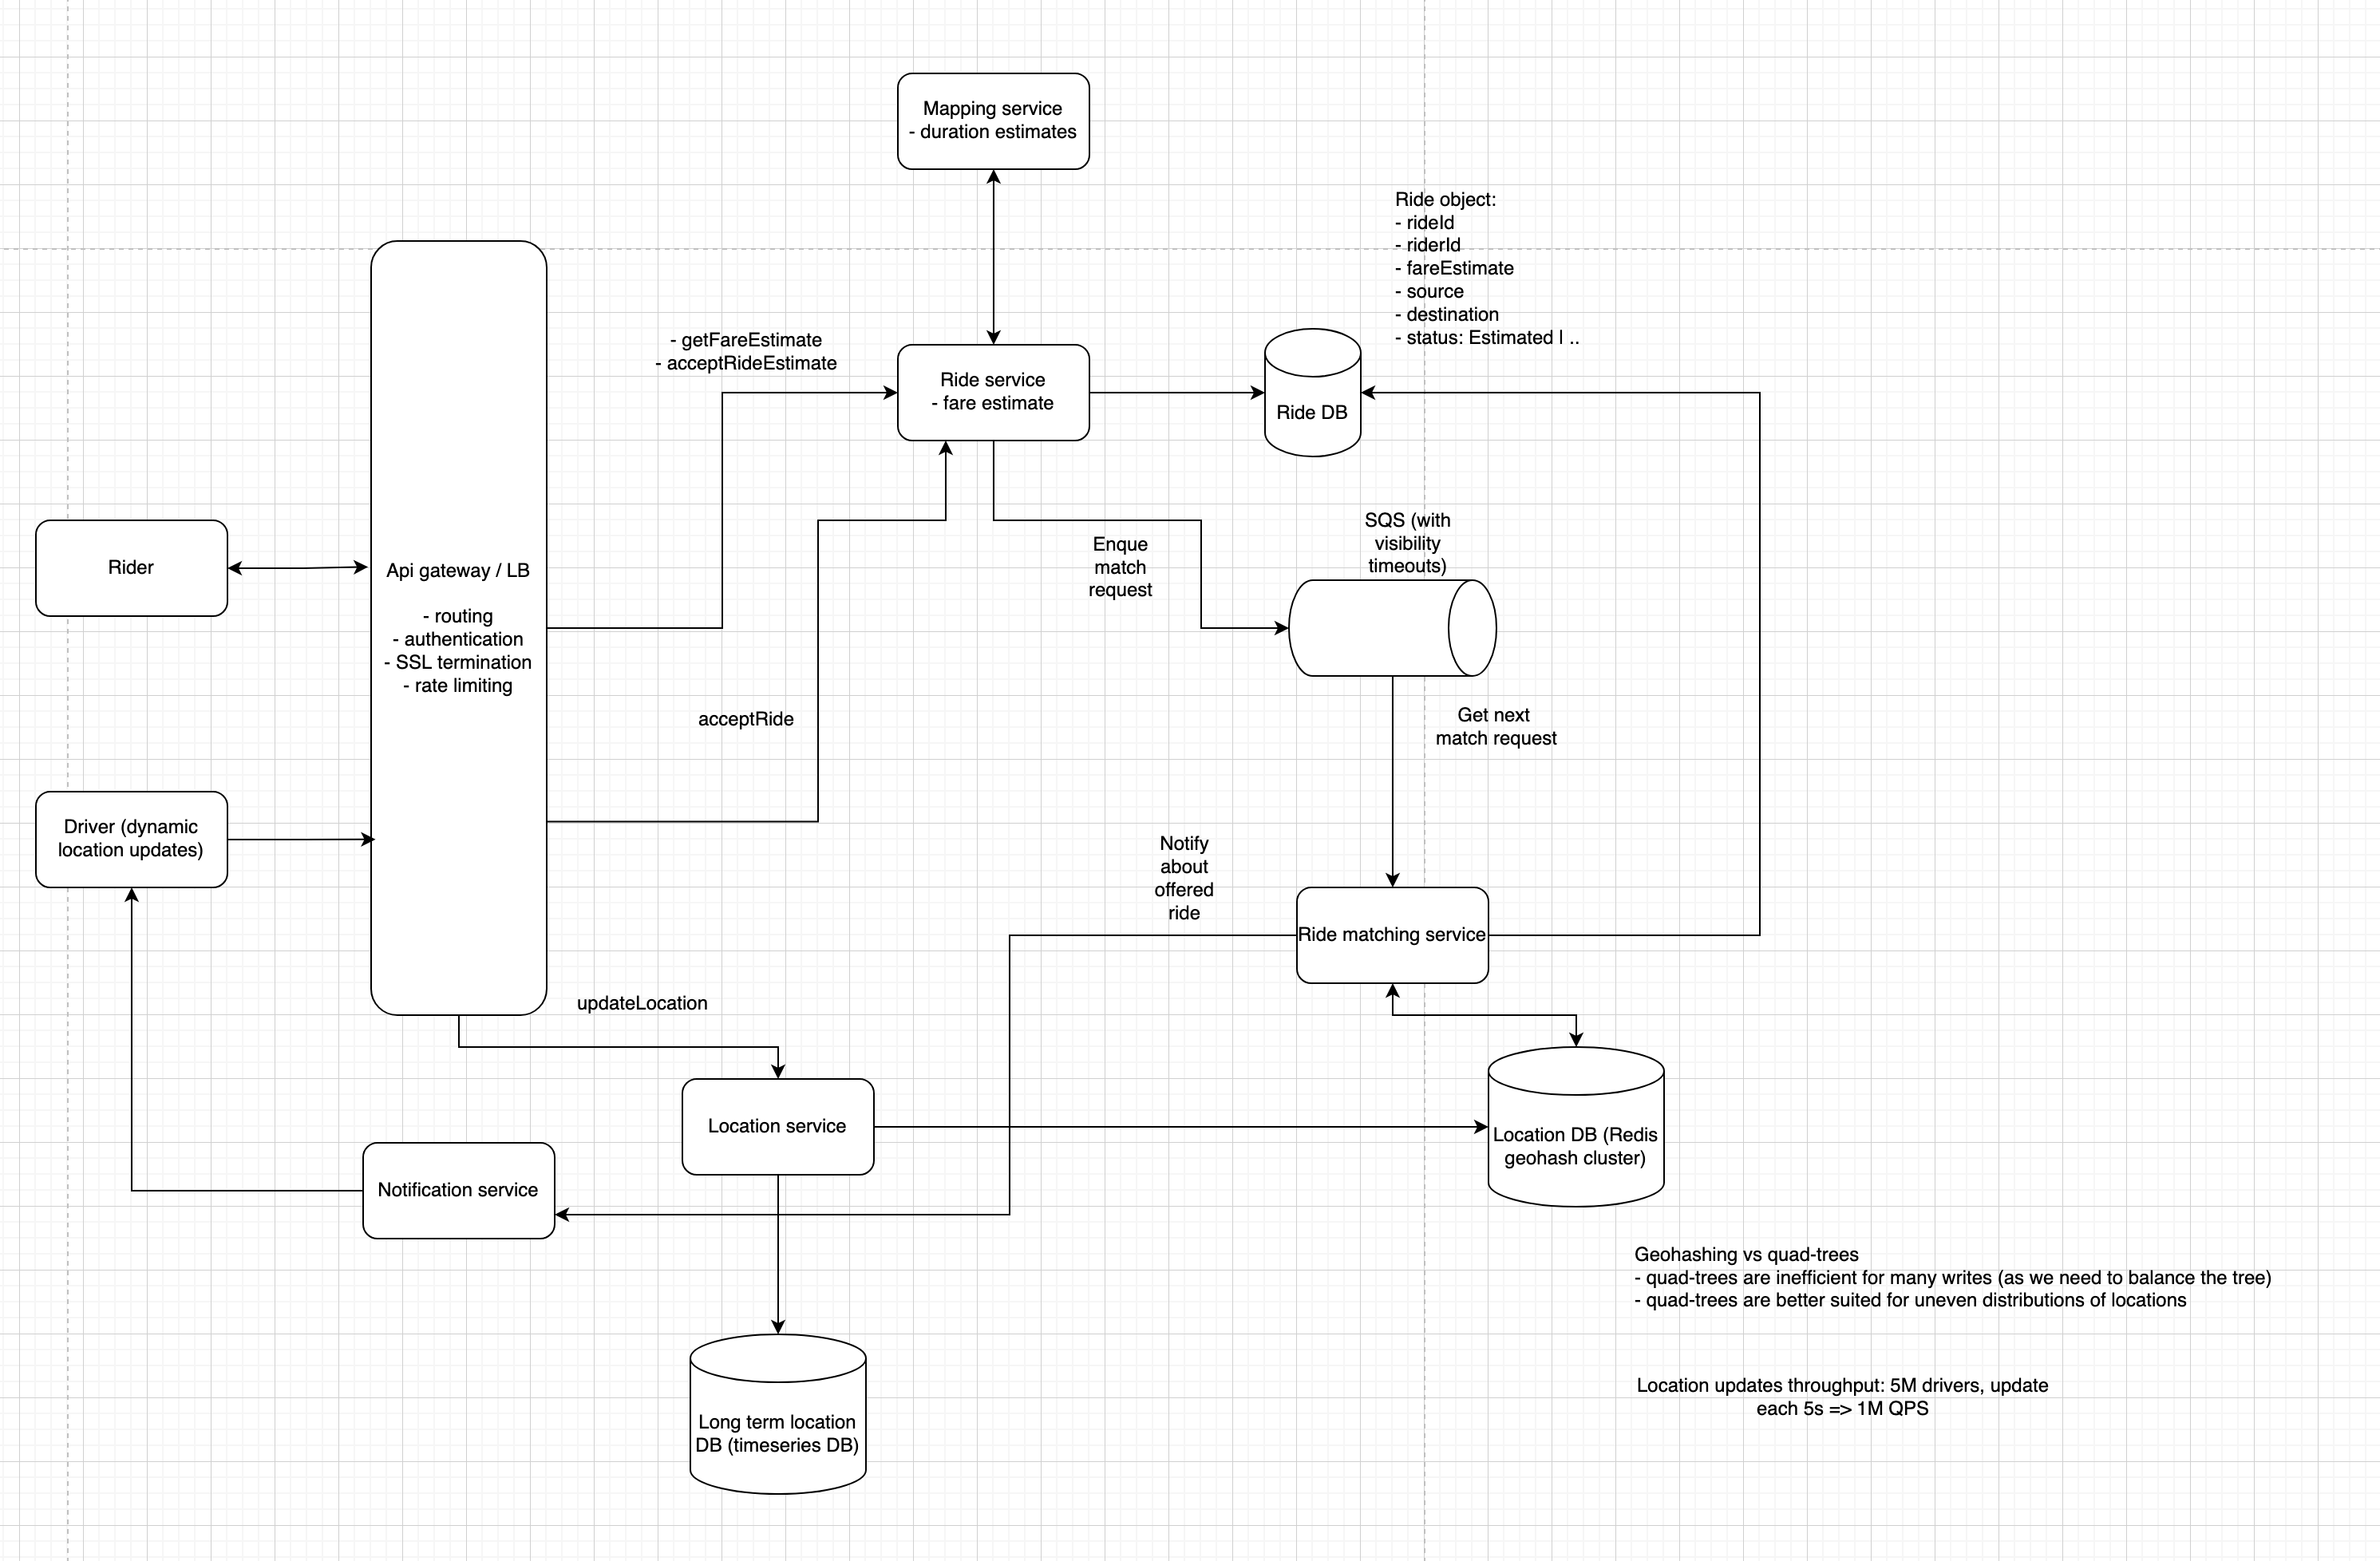 Mapping service
- duration estimates
Ride object:
- rideId
- riderId
- fareEstimate
- source
- destination
- status: Estimated | ..
- getFareEstimate
- acceptRideEstimate
Ride service
- fare estimate
Ride DB
Rider
Api gateway / LB
- routing
- authentication
- SSL termination
- rate limiting
Enque
match
request
SQS (with
visibility
timeouts)
acceptRide
Get next
match request
Driver (dynamic
location updates)
Notify
about
offered
ride
Ride matching service
updateLocation
Location service
Location DB (Redis
geohash cluster)
Notification service
Geohashing vs quad-trees
- quad-trees are inefficient for many writes (as we need to balance the tree)
- quad-trees are better suited for uneven distributions of locations
Long term location
DB (timeseries DB)
Location updates throughput: 5M drivers, update
each 5s => 1M QPS